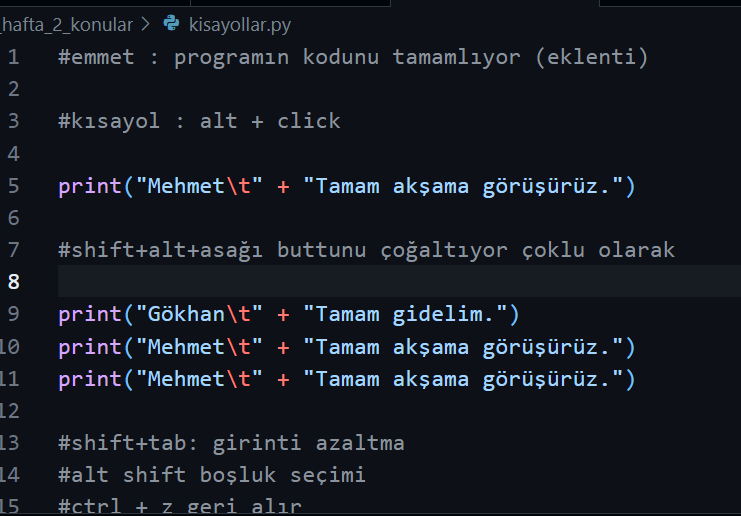 _hafta_2_konular > kisayollar.py
1 #emmet : programın kodunu tamamlıyor (eklenti)
2
3 #kısayol : alt + click
4
5 print("Mehmet\t" + "Tamam akşama görüşürüz.")
6
7 #shift+alt+asağı buttunu çoğaltıyor çoklu olarak
8
9 print("Gökhan\t" + "Tamam gidelim.")
10 print("Mehmet\t" + "Tamam akşama görüşürüz.")
11 print("Mehmet\t" + "Tamam akşama görüşürüz.")
12
13 #shift+tab: girinti azaltma
14 #alt shift boşluk seçimi
15 #ctrl + z geri alır